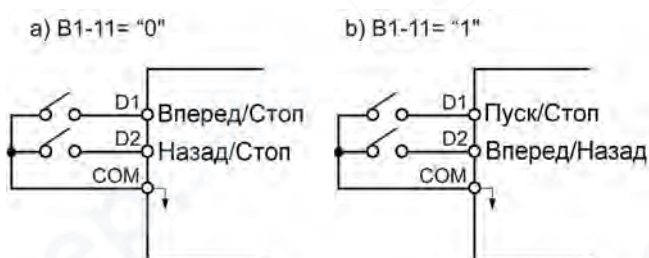 a) B1-11= "0"
b) B1-11= “1”
D1 Вперед/Стоп
D2 Назад/Стоп
COM
D1 Пуск/Стоп
D2 Вперед/Назад
COM